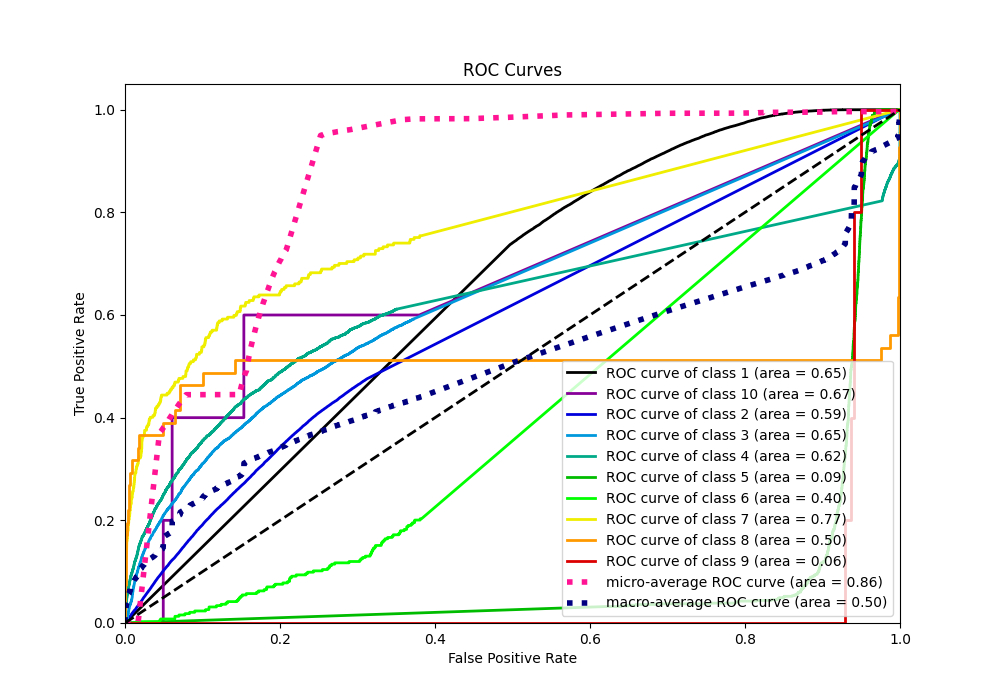 ROC Curves
True Positive Rate
1.0
0.8
0.6
0.4
0.2
0.0
ROC curve of class 1 (area = 0.65)
ROC curve of class 10 (area = 0.67)
ROC curve of class 2 (area = 0.59)
ROC curve of class 3 (area = 0.65)
ROC curve of class 4 (area = 0.62)
ROC curve of class 5 (area = 0.09)
ROC curve of class 6 (area = 0.40)
ROC curve of class 7 (area = 0.77)
ROC curve of class 8 (area = 0.50)
ROC curve of class 9 (area = 0.06)
micro-average ROC curve (area = 0.86)
macro-average ROC curve (area = 0.50)
0.0 0.2 0.4 0.6 0.8 1.0
False Positive Rate